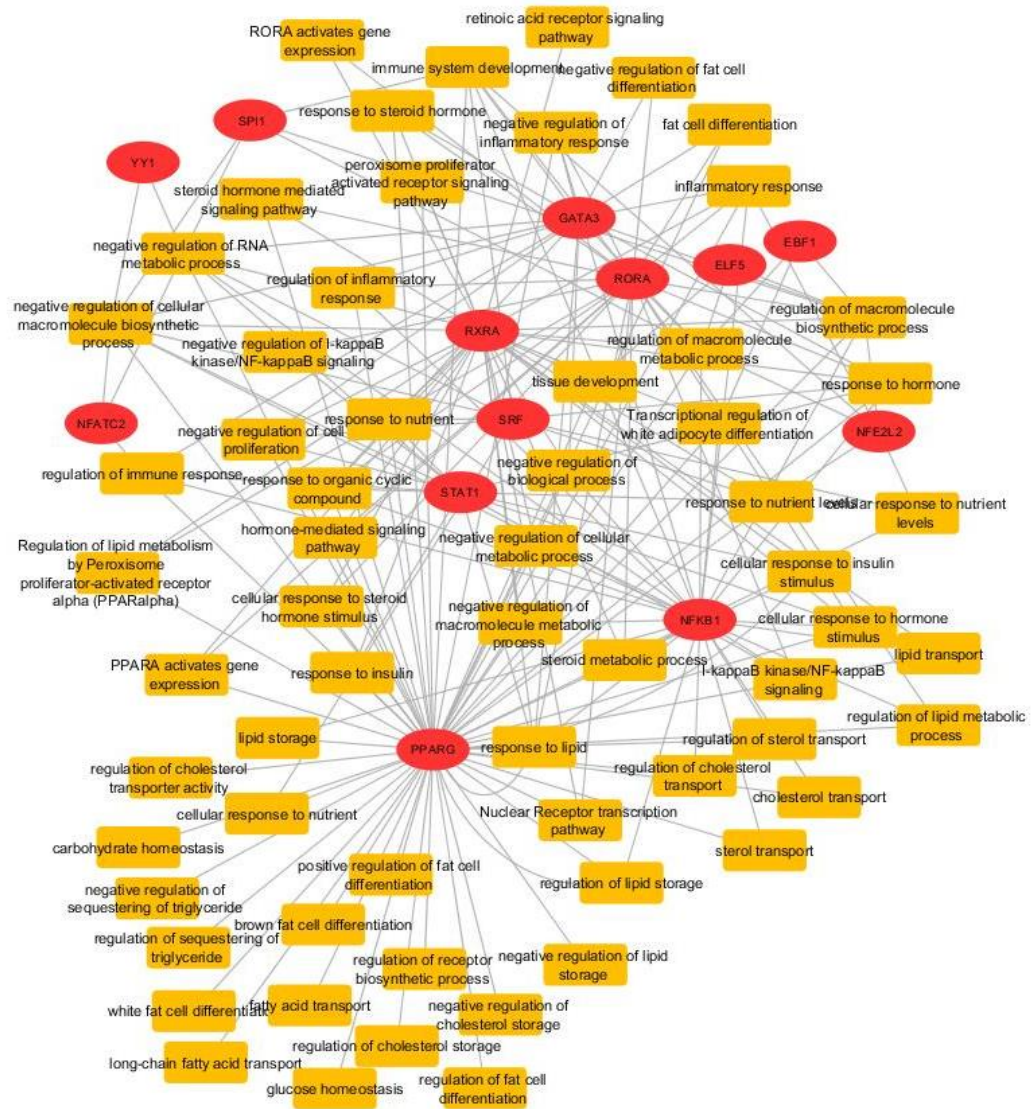 RORA activates gene
expression
retinoic acid receptor signaling
pathway
immune system development
negative regulation of fat cell
differentiation
SPI1
response to steroid hormone
negative regulation of
inflammatory response
fat cell differentiation
YY1
steroid hormone mediated
signaling pathway
peroxisome proliferator
activated receptor signaling
pathway
inflammatory response
GATA3
EBF1
negative regulation of RNA
metabolic process
regulation of inflammatory
response
RORA
ELF5
negative regulation of cellular
macromolecule biosynthetic
process
RXRA
regulation of macromolecule
metabolic process
regulation of macromolecule
biosynthetic process
negative regulation of I-kappaB
kinase/NF-kappaB signaling
tissue development
response to hormone
NFATC2
negative regulation of cell
proliferation
response to nutrient
SRF
Transcriptional regulation of
white adipocyte differentiation
NFE2L2
regulation of immune response
response to organic cyclic
compound
STAT1
negative regulation of
biological process
response to nutrient levels
cellular response to nutrient
levels
hormone-mediated signaling
pathway
negative regulation of cellular
metabolic process
Regulation of lipid metabolism
by Peroxisome
proliferator-activated receptor
alpha (PPARalpha)
cellular response to insulin
stimulus
cellular response to steroid
hormone stimulus
negative regulation of
macromolecule metabolic
process
NFKB1
cellular response to hormone
stimulus
PPARA activates gene
expression
response to insulin
steroid metabolic process
I-kappaB kinase/NF-kappaB
signaling
lipid transport
lipid storage
PPARG
response to lipid
regulation of sterol transport
regulation of lipid metabolic
process
regulation of cholesterol
transporter activity
regulation of cholesterol
transport
cholesterol transport
cellular response to nutrient
Nuclear Receptor transcription
pathway
carbohydrate homeostasis
sterol transport
positive regulation of fat cell
differentiation
regulation of lipid storage
negative regulation of
sequestering of triglyceride
brown fat cell differentiation
regulation of sequestering of
triglyceride
regulation of receptor
biosynthetic process
negative regulation of lipid
storage
white fat cell differentiatic
fatty acid transport
negative regulation of
cholesterol storage
long-chain fatty acid transport
regulation of cholesterol storage
glucose homeostasis
regulation of fat cell
differentiation